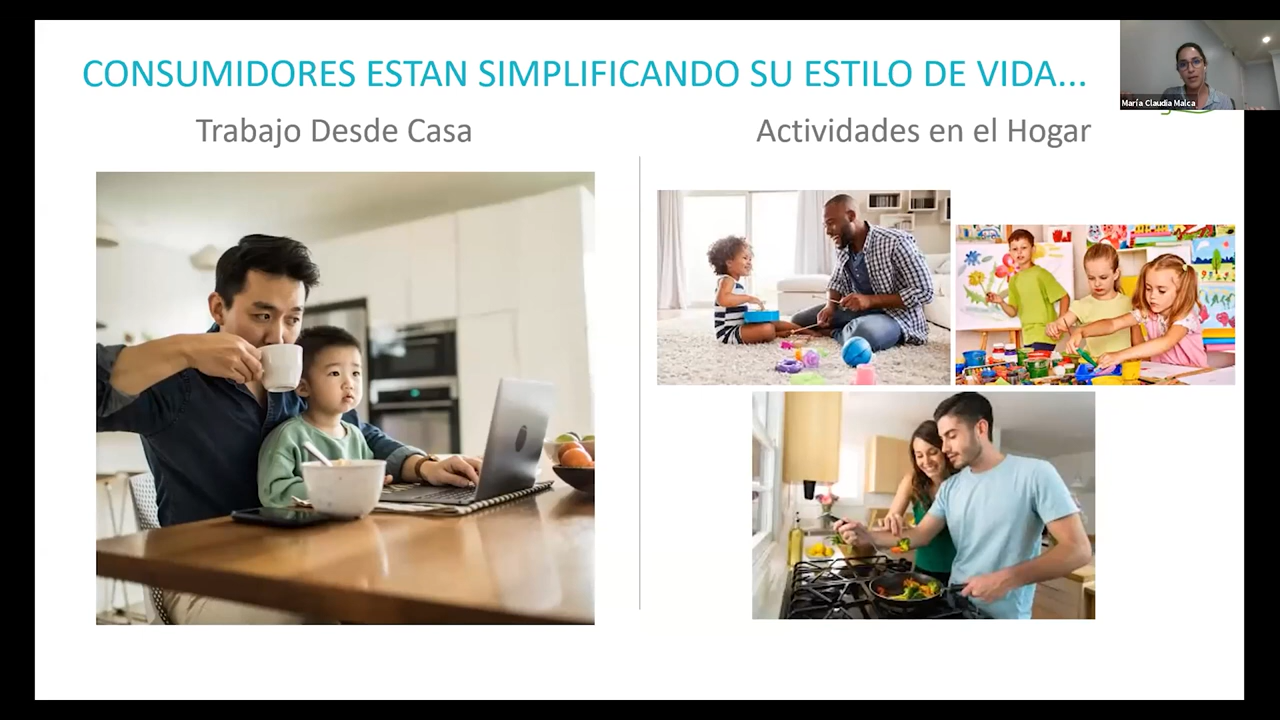 CONSUMIDORES ESTAN SIMPLIFICANDO SU ESTILO DE VIDA...
María Claudia Malca
Trabajo Desde Casa
Actividades en el Hogar